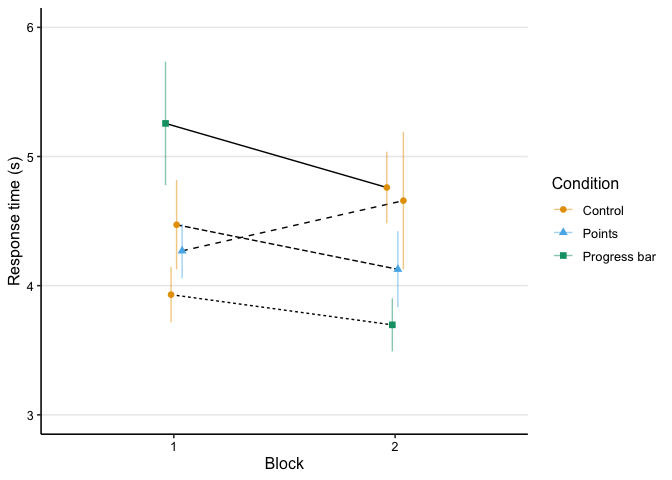 6
5
4
3
Response time (s)
1
2
Block
Condition
Control
Points
Progress bar